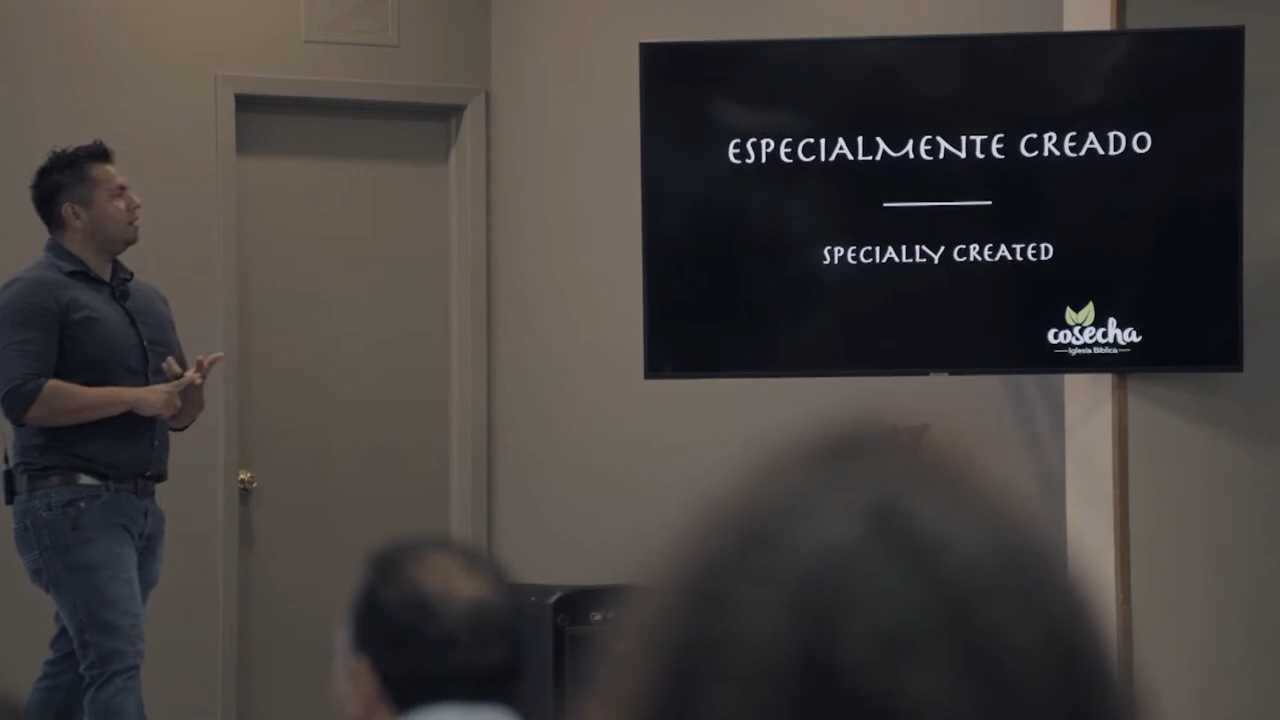 ESPECIALMENTE CREADO
SPECIALLY CREATED
cosecha
Iglesia Bíblica